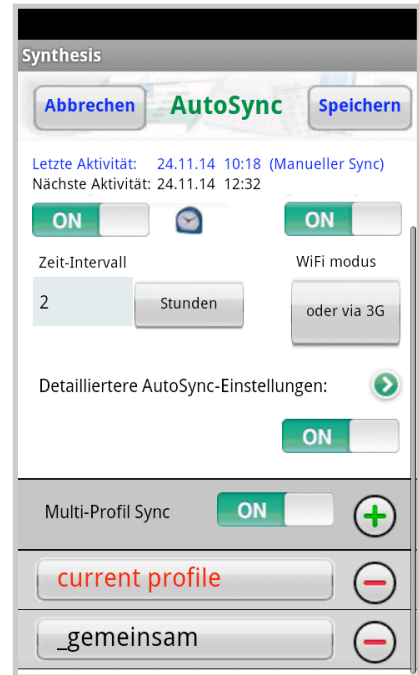 Synthesis
Abbrechen AutoSync Speichern
Letzte Aktivität: 24.11.14 10:18 (Manueller Sync)
Nächste Aktivität: 24.11.14 12:32
ON ON
Zeit-Intervall WiFi modus
2 Stunden oder via 3G
Detailliertere AutoSync-Einstellungen:
ON
Multi-Profil Sync ON
current profile
_gemeinsam